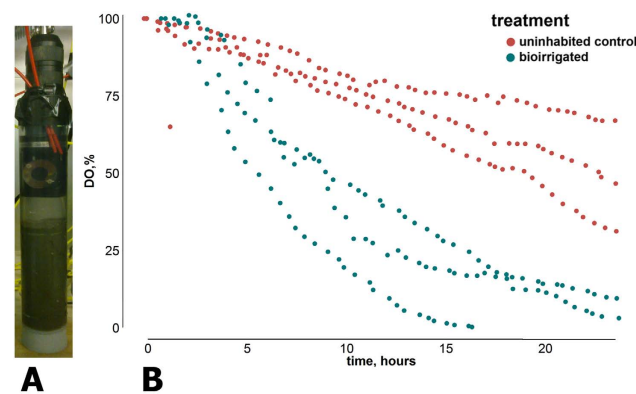 treatment
uninhabited control
bioirrigated
100
75
50
25
0
DO,%
0 5 10 15 20
time, hours
A B